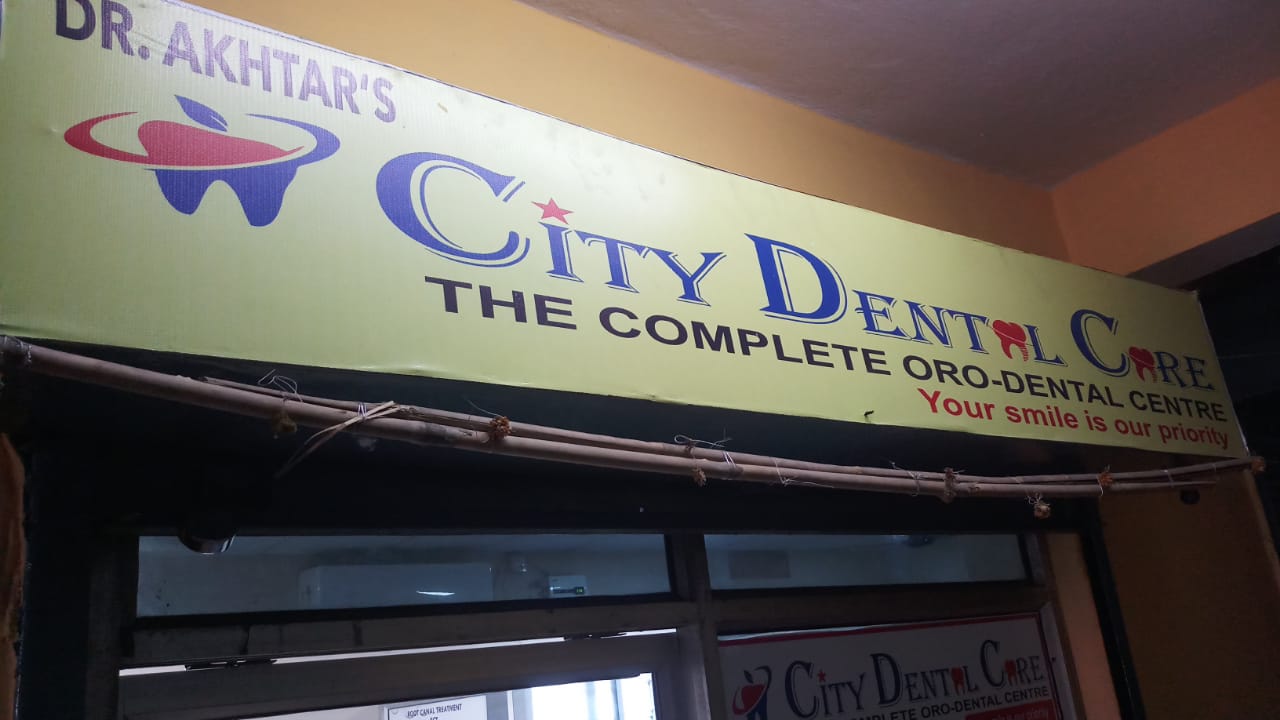 DR. AKHTAR'S
CITY DENTAL CARE
THE COMPLETE ORO-DENTAL CENTRE
Your smile is our priority
CITY DENTAL CARE
COMPLETE ORO-DENTAL CENTRE
ROOT CANAL TREATMENT